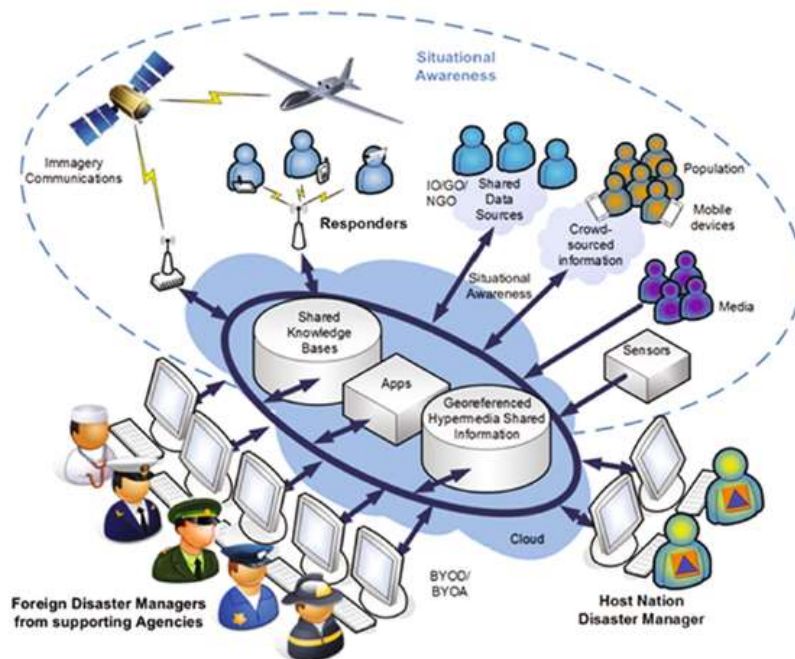 Situational
Awareness
Immagery
Communications
Responders
IO/GO/
NGO
Shared
Data
Sources
Population
Mobile
devices
Crowd-
sourced
information
Situational
Awareness
Media
Sensors
Shared
Knowledge
Bases
Apps
Georeferenced
Hypermedia Shared
Information
Cloud
BYOD/
BYOA
Foreign Disaster Managers
from supporting Agencies
Host Nation
Disaster Manager